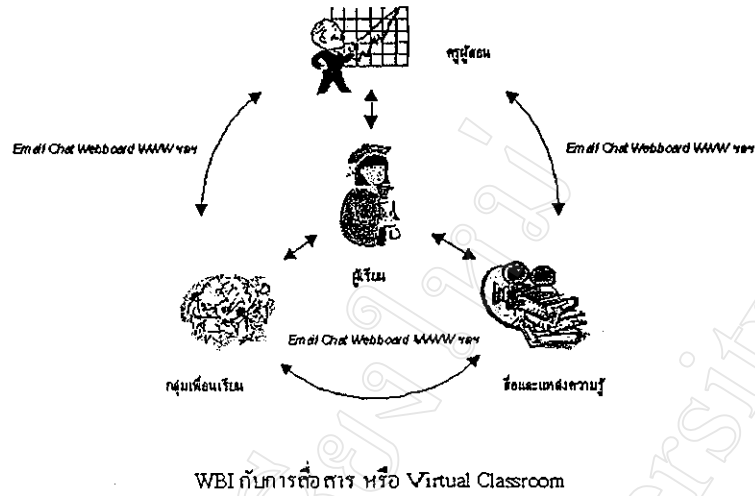 ครูผู้สอน
Email Chat Webboard WWW ฯลฯ
Email Chat Webboard WWW ฯลฯ
ผู้เรียน
Email Chat Webboard WWW ฯลฯ
กลุ่มเพื่อนเรียน
สื่อและแหล่งความรู้
WBI กับการสื่อสาร หรือ Virtual Classroom